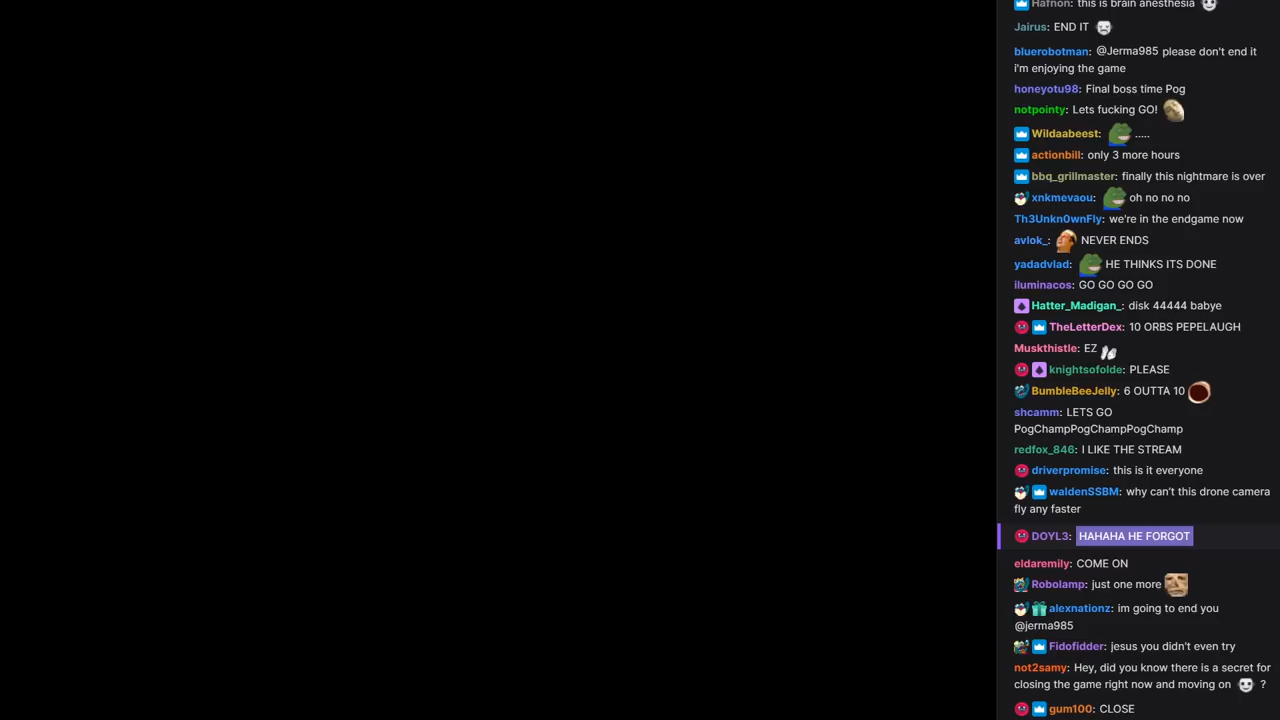 Hafnon: this is brain anesthesia
Jairus: END IT
bluerobotman: @Jerma985 please don't end it
i'm enjoying the game
honeyotu98: Final boss time Pog
notpointy: Lets fucking GO!
Wildaabeest: .....
actionbill: only 3 more hours
bbq_grillmaster: finally this nightmare is over
xnkmevaou: oh no no no
Th3Unkn0wnFly: we're in the endgame now
avlok_: NEVER ENDS
yadadvlad: HE THINKS ITS DONE
iluminacos: GO GO GO GO
Hatter_Madigan_: disk 44444 babye
TheLetterDex: 10 ORBS PEPELAUGH
Muskthistle: EZ
knightsofolde: PLEASE
BumbleBeeJelly: 6 OUTTA 10
shcamm: LETS GO
PogChampPogChampPogChamp
redfox_846: I LIKE THE STREAM
driverpromise: this is it everyone
waldenSSBM: why can't this drone camera
fly any faster
DOYL3: HAHAHA HE FORGOT
eldaremily: COME ON
Robolamp: just one more
alexnationz: im going to end you
@jerma985
Fidofidder: jesus you didn't even try
not2samy: Hey, did you know there is a secret for
closing the game right now and moving on ?
gum100: CLOSE